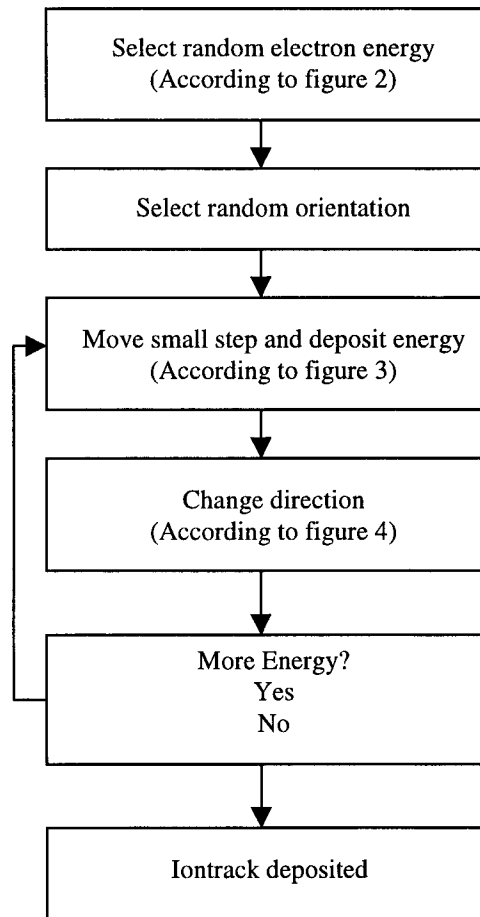 Select random electron energy
(According to figure 2)
Select random orientation
Move small step and deposit energy
(According to figure 3)
Change direction
(According to figure 4)
More Energy?
Yes
No
Iontrack deposited